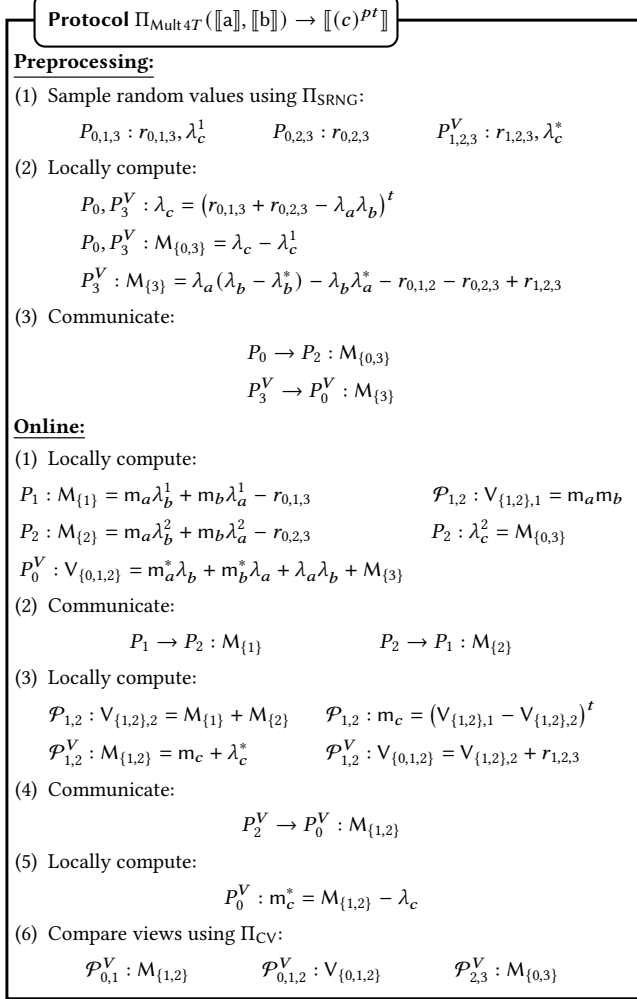 Protocol Π_Mult4T(⟦a⟧, ⟦b⟧) → ⟦(c)^pt⟧
Preprocessing:
(1) Sample random values using Π_SRNG:
P_{0,1,3} : r_{0,1,3}, λ_c^1 P_{0,2,3} : r_{0,2,3} P_{1,2,3}^V : r_{1,2,3}, λ_c^*
(2) Locally compute:
P_0, P_3^V : λ_c = (r_{0,1,3} + r_{0,2,3} − λ_a λ_b)^t
P_0, P_3^V : M_{{0,3}} = λ_c − λ_c^1
P_3^V : M_{{3}} = λ_a(λ_b − λ_b^*) − λ_b λ_a^* − r_{0,1,2} − r_{0,2,3} + r_{1,2,3}
(3) Communicate:
P_0 → P_2 : M_{{0,3}}
P_3^V → P_0^V : M_{{3}}
Online:
(1) Locally compute:
P_1 : M_{{1}} = m_a λ_b^1 + m_b λ_a^1 − r_{0,1,3} 𝒫_{1,2} : V_{{1,2},1} = m_a m_b
P_2 : M_{{2}} = m_a λ_b^2 + m_b λ_a^2 − r_{0,2,3} P_2 : λ_c^2 = M_{{0,3}}
P_0^V : V_{{0,1,2}} = m_a^* λ_b + m_b^* λ_a + λ_a λ_b + M_{{3}}
(2) Communicate:
P_1 → P_2 : M_{{1}} P_2 → P_1 : M_{{2}}
(3) Locally compute:
𝒫_{1,2} : V_{{1,2},2} = M_{{1}} + M_{{2}} 𝒫_{1,2} : m_c = (V_{{1,2},1} − V_{{1,2},2})^t
𝒫_{1,2}^V : M_{{1,2}} = m_c + λ_c^* 𝒫_{1,2}^V : V_{{0,1,2}} = V_{{1,2},2} + r_{1,2,3}
(4) Communicate:
P_2^V → P_0^V : M_{{1,2}}
(5) Locally compute:
P_0^V : m_c^* = M_{{1,2}} − λ_c
(6) Compare views using Π_CV:
𝒫_{0,1}^V : M_{{1,2}} 𝒫_{0,1,2}^V : V_{{0,1,2}} 𝒫_{2,3}^V : M_{{0,3}}